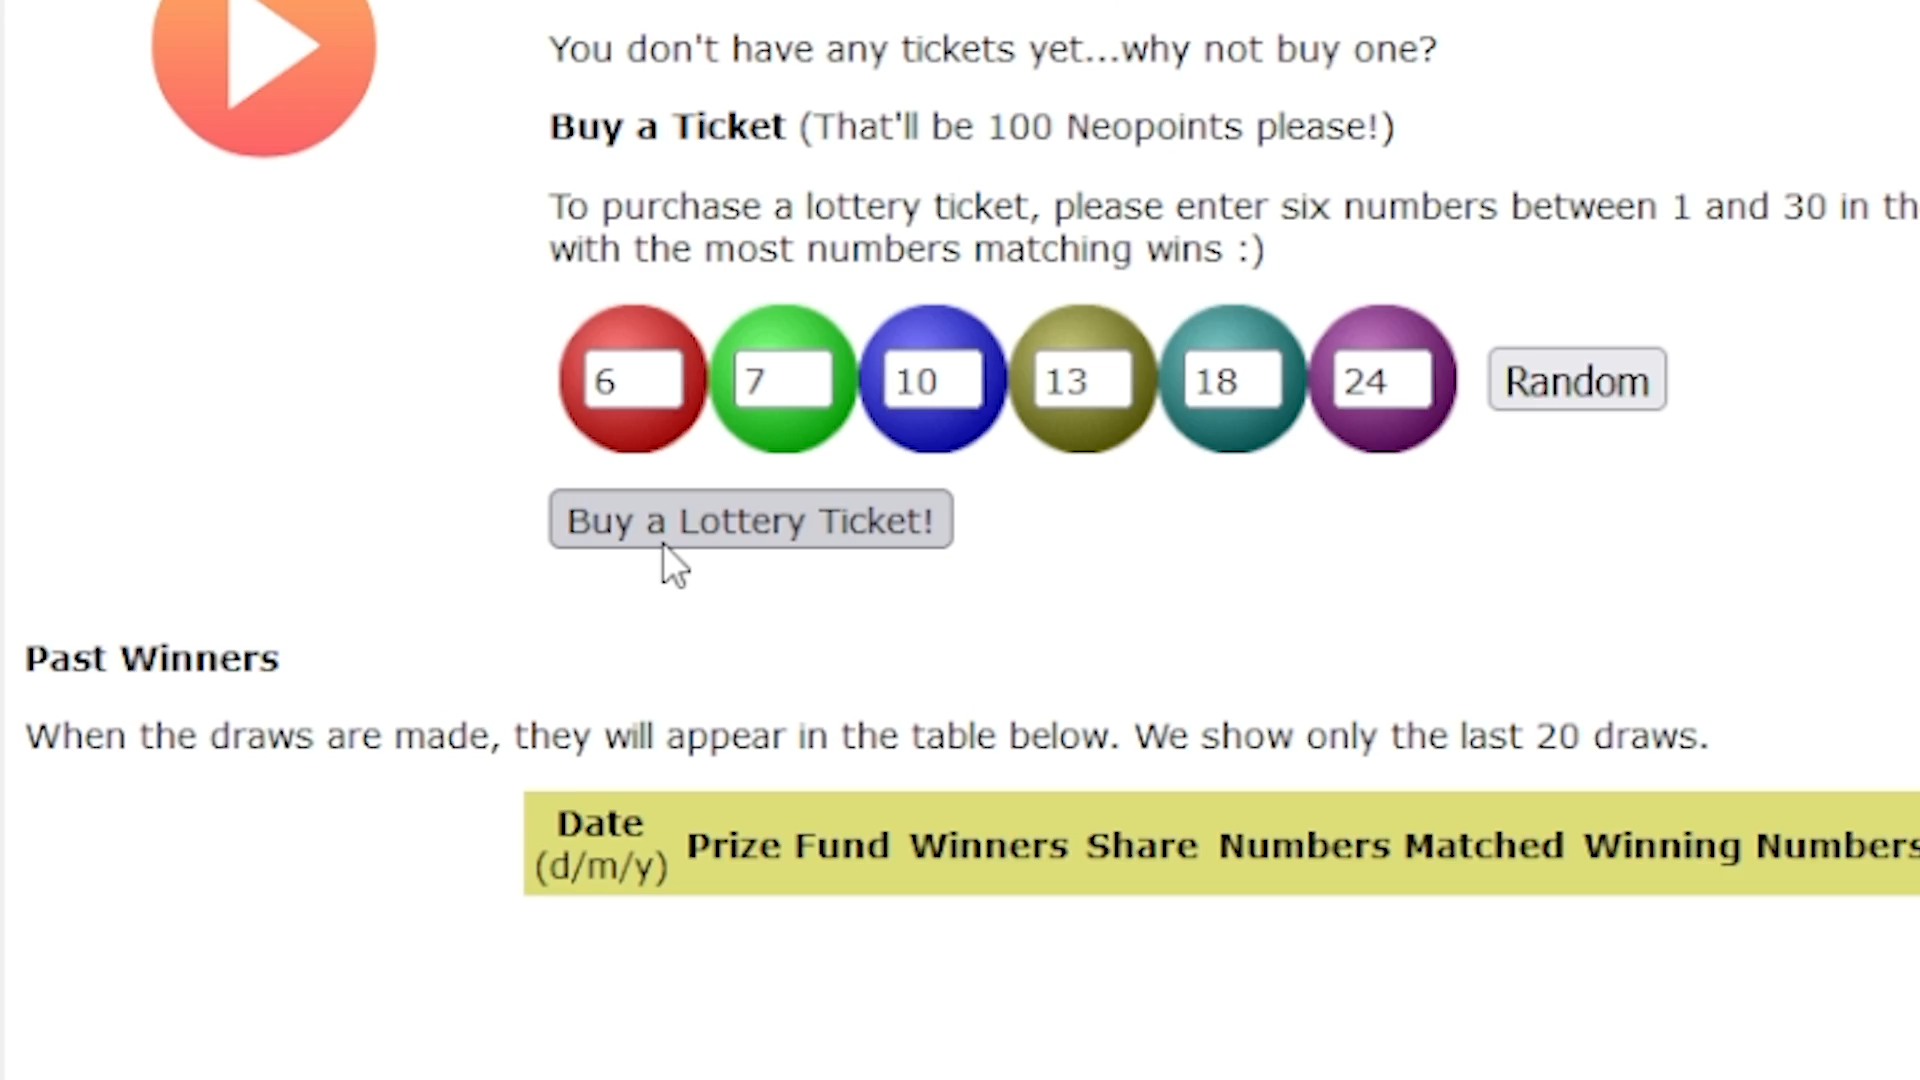 You don't have any tickets yet...why not buy one?
Buy a Ticket (That'll be 100 Neopoints please!)
To purchase a lottery ticket, please enter six numbers between 1 and 30 in th
with the most numbers matching wins :)
6 7 10 13 18 24 Random
Buy a Lottery Ticket!
Past Winners
When the draws are made, they will appear in the table below. We show only the last 20 draws.
Date
(d/m/y) Prize Fund Winners Share Numbers Matched Winning Numbers